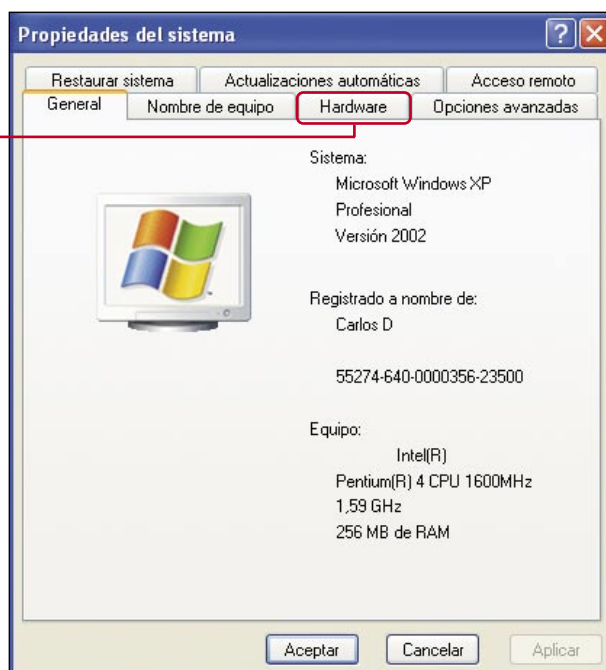 Propiedades del sistema
Restaurar sistema Actualizaciones automáticas Acceso remoto
General Nombre de equipo Hardware Opciones avanzadas
Sistema:
Microsoft Windows XP
Profesional
Versión 2002
Registrado a nombre de:
Carlos D
55274-640-0000356-23500
Equipo:
Intel(R)
Pentium(R) 4 CPU 1600MHz
1,59 GHz
256 MB de RAM
Aceptar Cancelar Aplicar